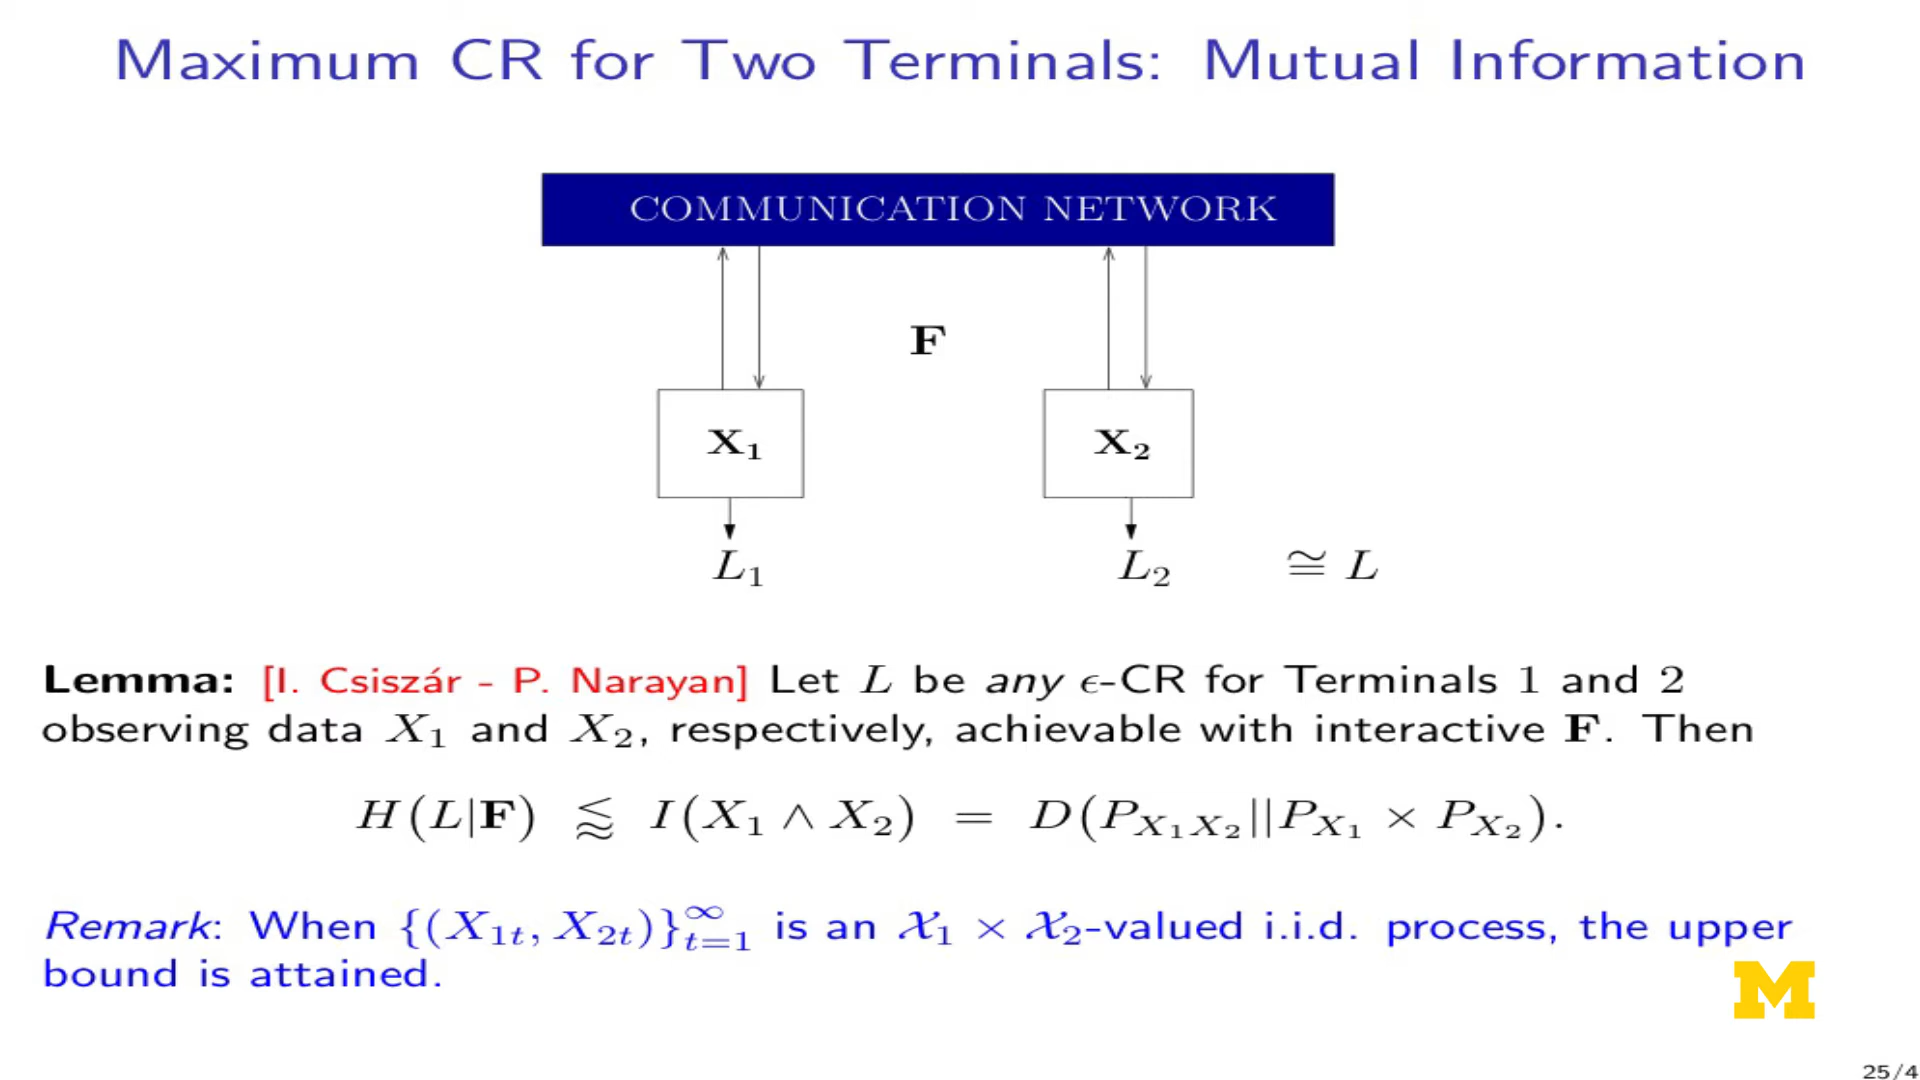 Maximum CR for Two Terminals: Mutual Information
COMMUNICATION NETWORK
F
X₁ X₂
L₁ L₂ ≅ L
Lemma: [I. Csiszár - P. Narayan] Let L be any ϵ-CR for Terminals 1 and 2
observing data X₁ and X₂, respectively, achievable with interactive F. Then
H(L|F) ⪅ I(X₁ ∧ X₂) = D(P_{X₁X₂}||P_{X₁} × P_{X₂}).
Remark: When {(X₁ₜ, X₂ₜ)}_{t=1}^{∞} is an 𝒳₁ × 𝒳₂-valued i.i.d. process, the upper
bound is attained.
M
25/4